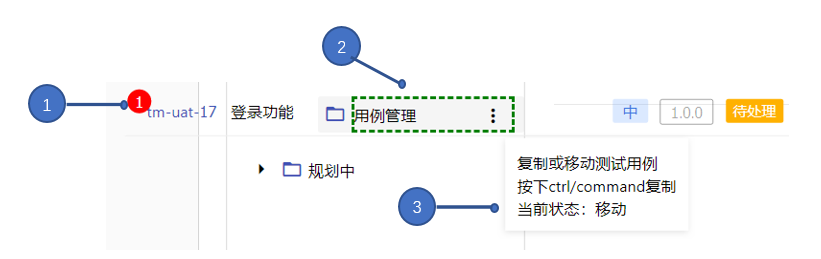 2
1
1
tm-uat-17 登录功能 用例管理 中 1.0.0 待处理
规划中
复制或移动测试用例
按下ctrl/command复制
当前状态：移动
3